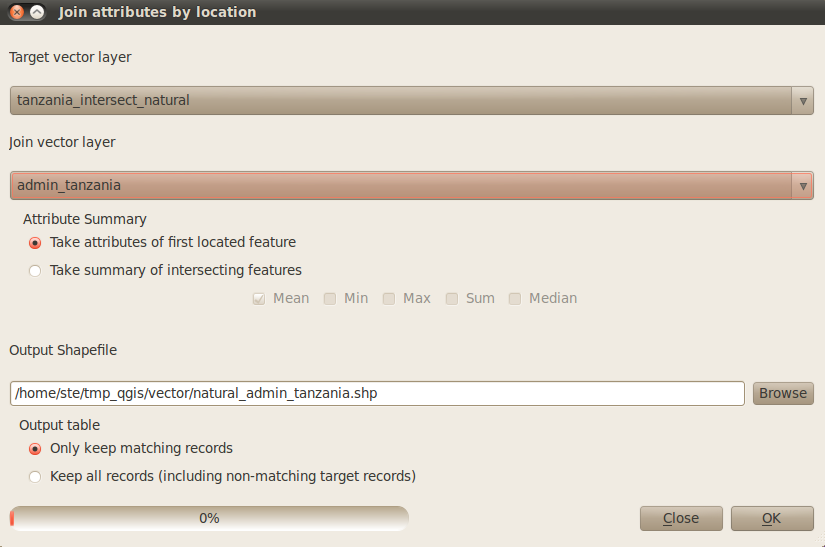 Join attributes by location
Target vector layer
tanzania_intersect_natural
Join vector layer
admin_tanzania
Attribute Summary
Take attributes of first located feature
Take summary of intersecting features
Mean Min Max Sum Median
Output Shapefile
/home/ste/tmp_qgis/vector/natural_admin_tanzania.shp Browse
Output table
Only keep matching records
Keep all records (including non-matching target records)
0% Close OK